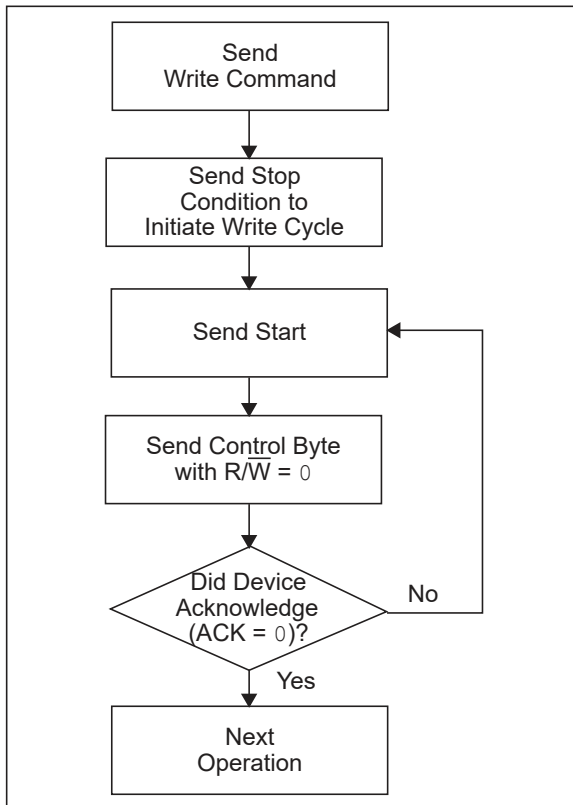 Send
Write Command
Send Stop
Condition to
Initiate Write Cycle
Send Start
Send Control Byte
with R/W̅ = 0
Did Device
Acknowledge
(ACK = 0)?
No
Yes
Next
Operation